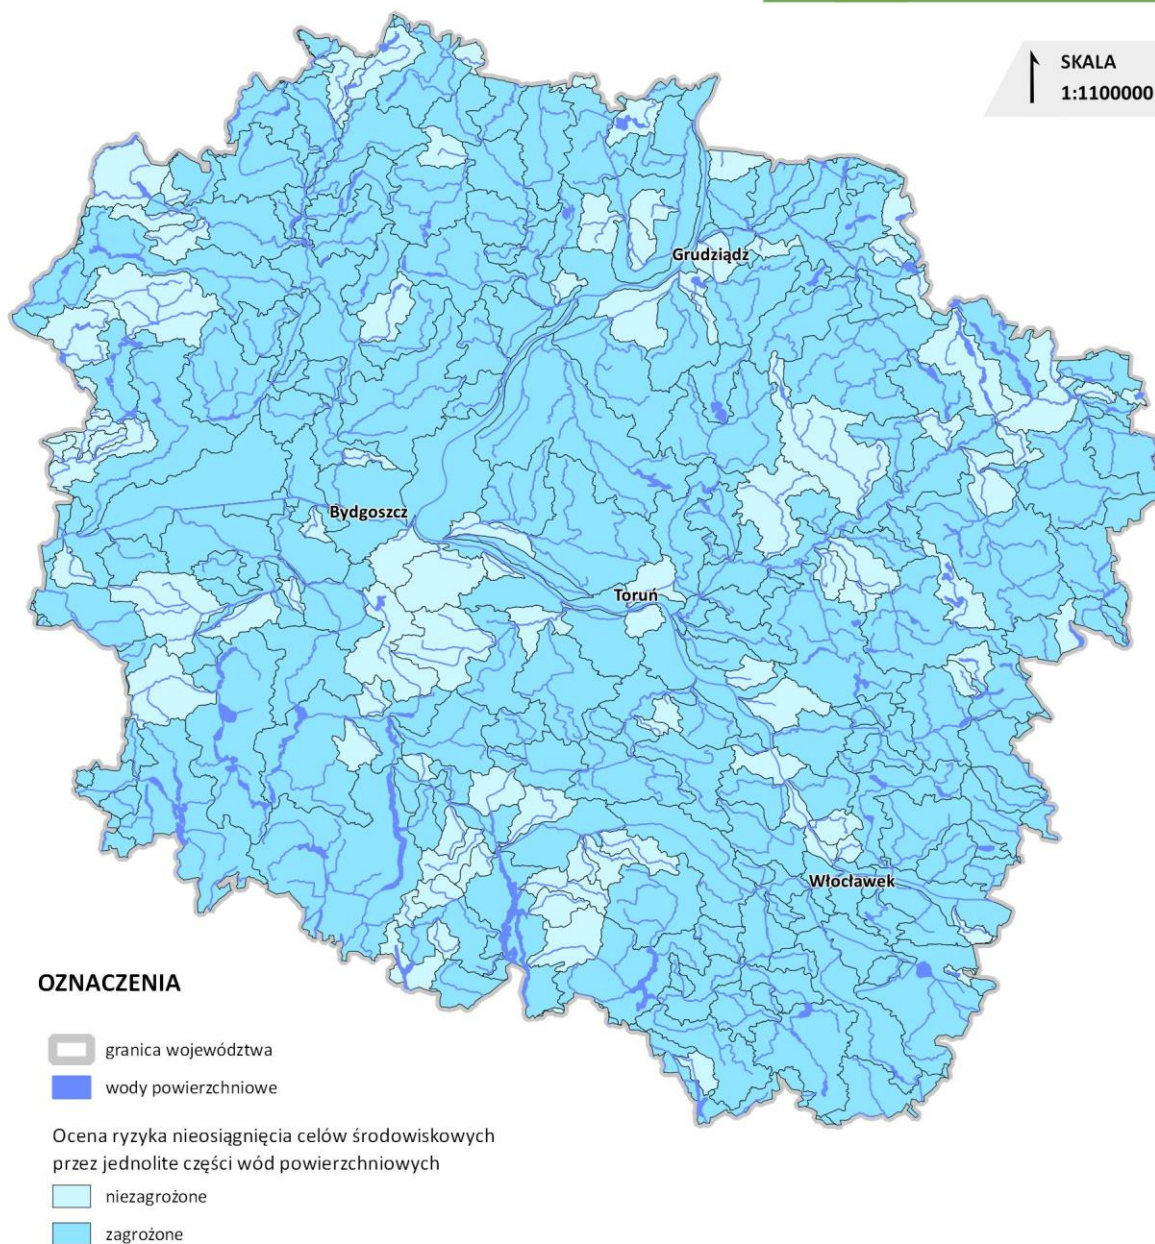 SKALA
1:1100000
Grudziądz
Bydgoszcz
Toruń
Włocławek
OZNACZENIA
granica województwa
wody powierzchniowe
Ocena ryzyka nieosiągnięcia celów środowiskowych
przez jednolite części wód powierzchniowych
niezagrożone
zagrożone